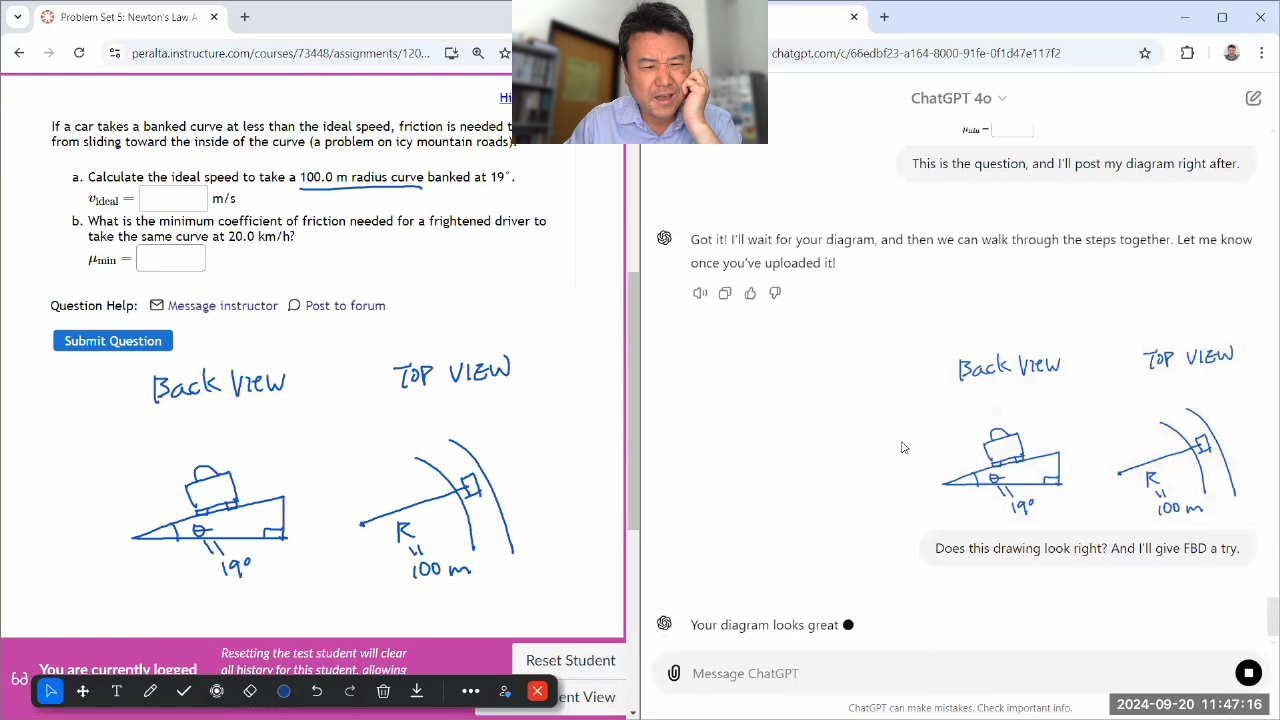 Problem Set 5: Newton's Law A
peralta.instructure.com/courses/73448/assignments/120...
chatgpt.com/c/66edbf23-a164-8000-91fe-0f1d47e117f2
Hi
If a car takes a banked curve at less than the ideal speed, friction is needed t
from sliding toward the inside of the curve (a problem on icy mountain roads).
a. Calculate the ideal speed to take a 100.0 m radius curve banked at 19°.
v ideal = m/s
b. What is the minimum coefficient of friction needed for a frightened driver to
take the same curve at 20.0 km/h?
μmin =
Question Help: Message instructor Post to forum
Submit Question
Back View
TOP VIEW
θ
19°
R
100 m
You are currently logged
Resetting the test student will clear
all history for this student, allowing
Reset Student
ent View
ChatGPT 4o
μmin =
This is the question, and I'll post my diagram right after.
Got it! I'll wait for your diagram, and then we can walk through the steps together. Let me know
once you've uploaded it!
Back View
TOP VIEW
θ
19°
R
100 m
Does this drawing look right? And I'll give FBD a try.
Your diagram looks great
Message ChatGPT
ChatGPT can make mistakes. Check important info.
2024-09-20 11:47:16